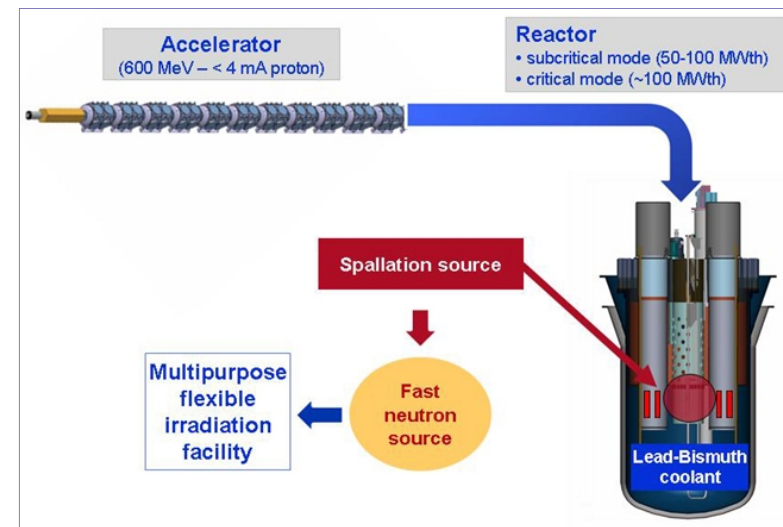 Accelerator
(600 MeV – < 4 mA proton)
Reactor
• subcritical mode (50-100 MWth)
• critical mode (~100 MWth)
Spallation source
Multipurpose
flexible
irradiation
facility
Fast
neutron
source
Lead-Bismuth
coolant